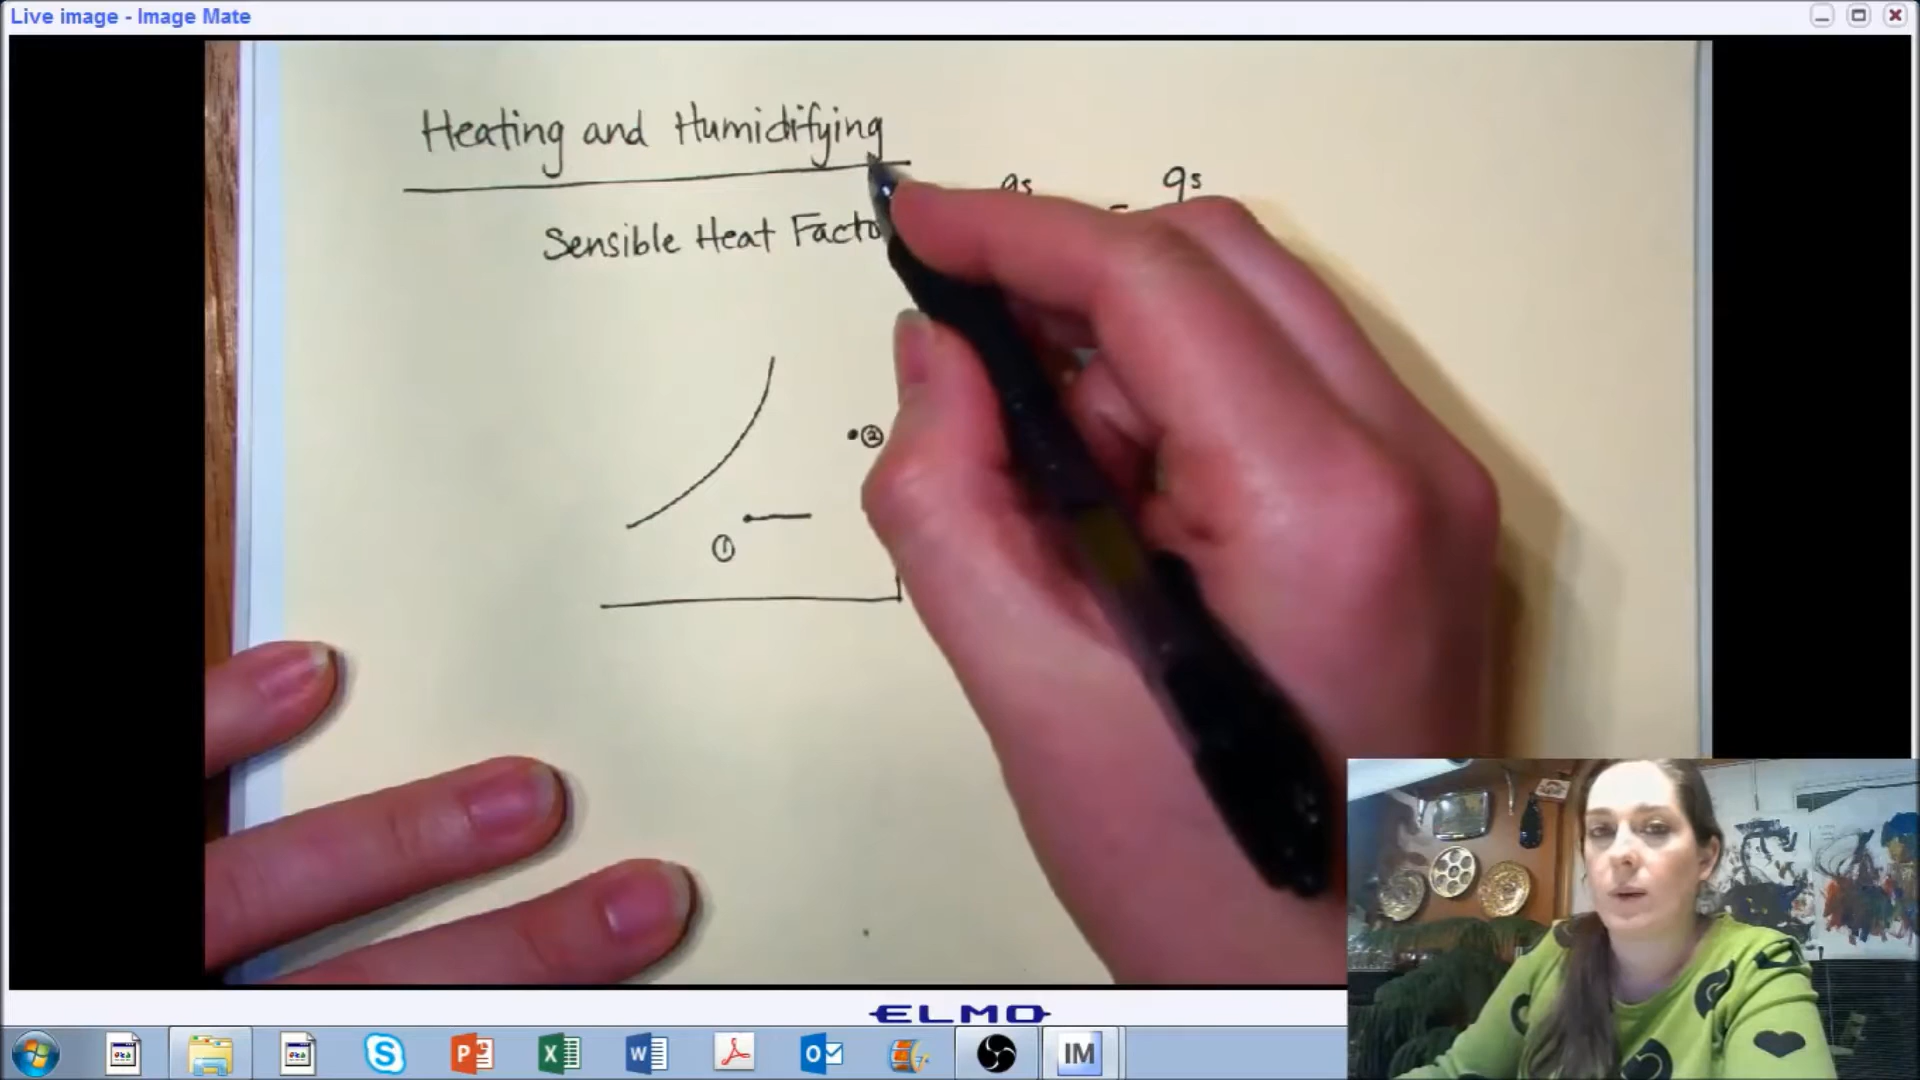 Live image - Image Mate
Heating and Humidifying
qs
= qs
Sensible Heat Facto
②
①
ELMO
IM